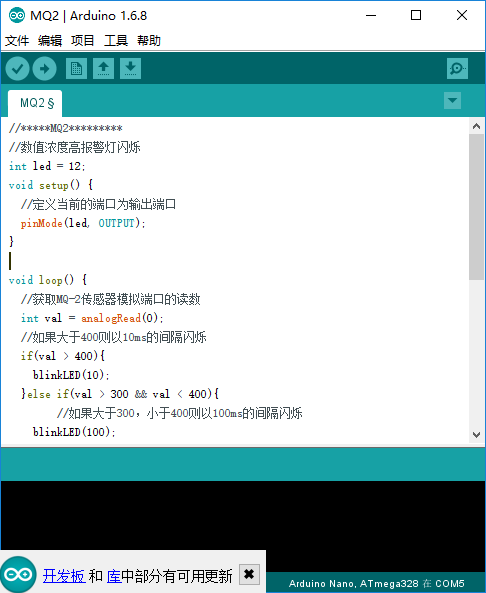 MQ2 | Arduino 1.6.8
文件 编辑 项目 工具 帮助
MQ2 §
//*****MQ2*********
//数值浓度高报警灯闪烁
int led = 12;
void setup() {
//定义当前的端口为输出端口
pinMode(led, OUTPUT);
}
void loop() {
//获取MQ-2传感器模拟端口的读数
int val = analogRead(0);
//如果大于400则以10ms的间隔闪烁
if(val > 400){
blinkLED(10);
}else if(val > 300 && val < 400){
//如果大于300，小于400则以100ms的间隔闪烁
blinkLED(100);
开发板 和 库中部分有可用更新
Arduino Nano, ATmega328 在 COM5